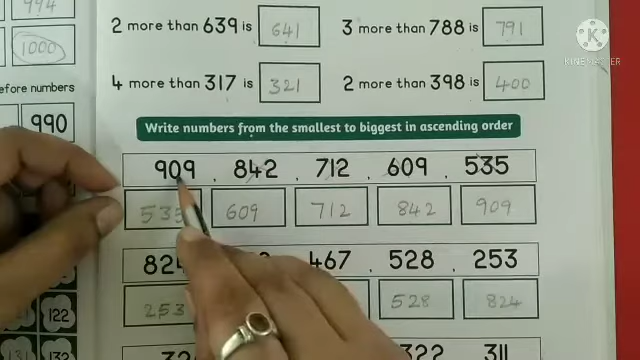 994
1000
efore numbers
990
122
132
2 more than 639 is 641
3 more than 788 is 791
4 more than 317 is 321
2 more than 398 is 400
KINEMASTER
Write numbers from the smallest to biggest in ascending order
909 . 842 . 712 . 609 . 535
535 609 712 842 909
467 . 528 . 253
253 528 824
322 311